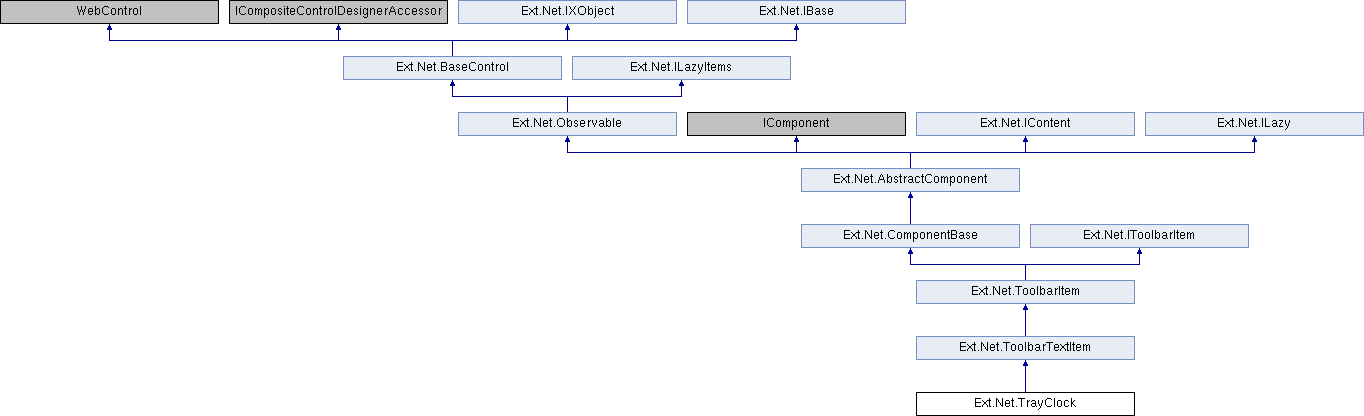 WebControl
ICompositeControlDesignerAccessor
Ext.Net.IXObject
Ext.Net.IBase
Ext.Net.BaseControl
Ext.Net.ILazyItems
Ext.Net.Observable
IComponent
Ext.Net.IContent
Ext.Net.ILazy
Ext.Net.AbstractComponent
Ext.Net.ComponentBase
Ext.Net.IToolbarItem
Ext.Net.ToolbarItem
Ext.Net.ToolbarTextItem
Ext.Net.TrayClock